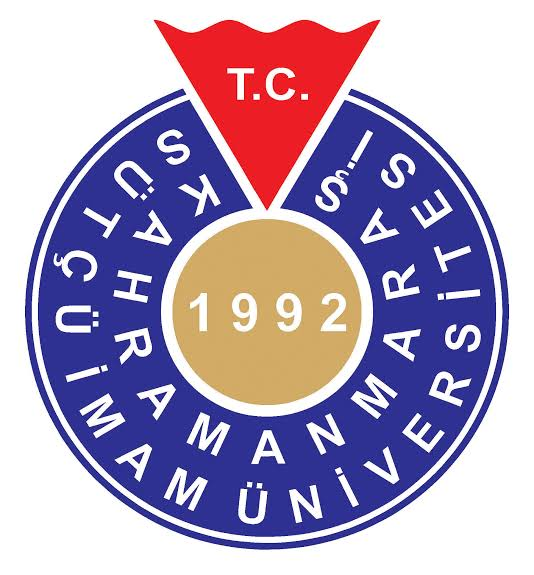 T.C.
KAHRAMANMARAŞ
SÜTÇÜ İMAM ÜNİVERSİTESİ
1992